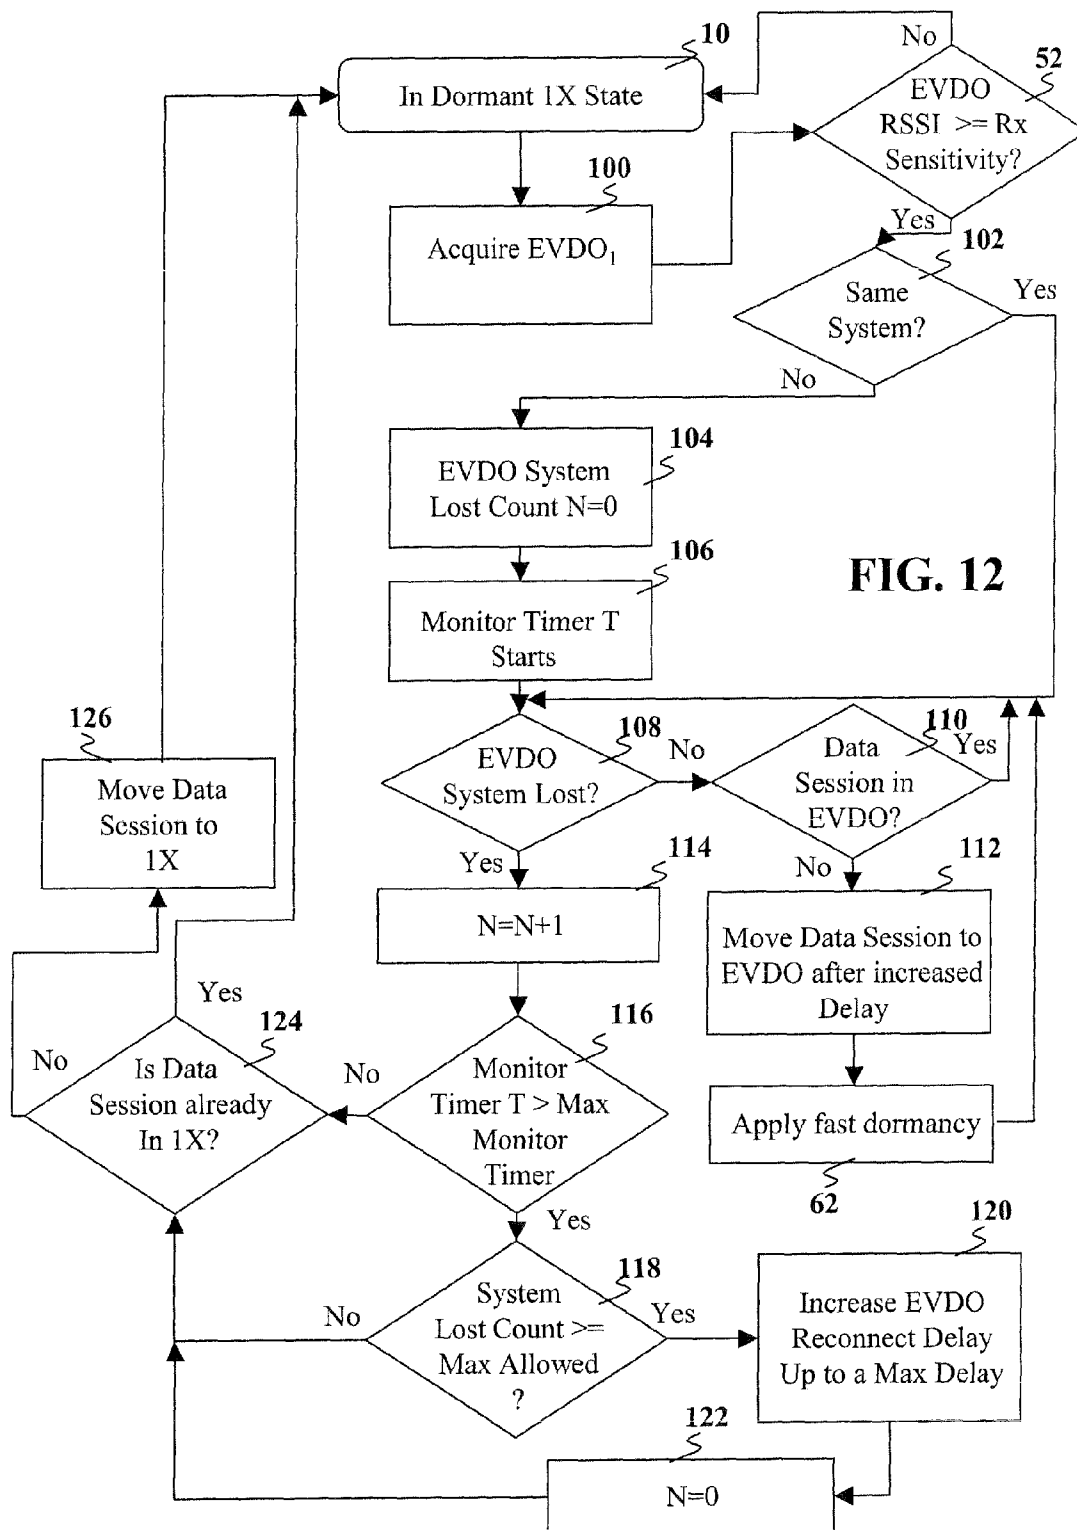 10
No
In Dormant 1X State
52
EVDO
RSSI >= Rx
Sensitivity?
100
Acquire EVDO1
Yes
102
Same
System?
Yes
No
104
EVDO System
Lost Count N=0
106
Monitor Timer T
Starts
FIG. 12
126
Move Data
Session to
1X
108
EVDO
System Lost?
No
110
Data
Session in
EVDO?
Yes
Yes
No
114
N=N+1
112
Move Data Session to
EVDO after increased
Delay
Yes
124
No
Is Data
Session already
In 1X?
No
116
Monitor
Timer T > Max
Monitor
Timer
Apply fast dormancy
62
Yes
120
118
System
Lost Count >=
Max Allowed
?
No
Yes
Increase EVDO
Reconnect Delay
Up to a Max Delay
122
N=0